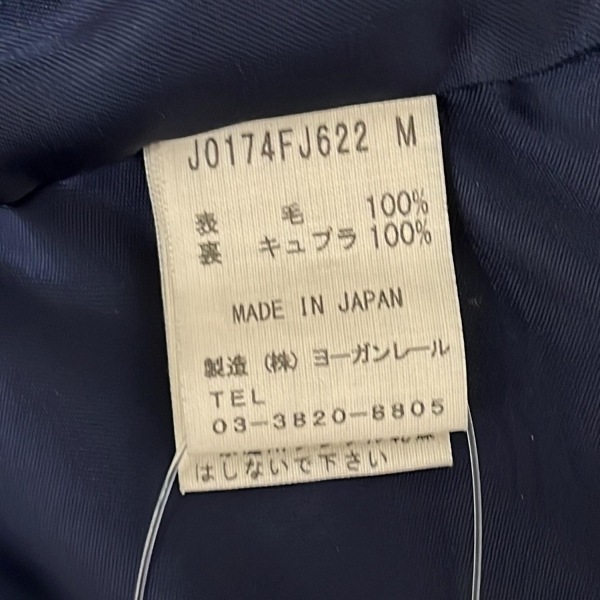 J0174FJ622 M
表 毛 100%
裏 キュプラ 100%
MADE IN JAPAN
製造 (株) ヨーガンレール
TEL
03-3820-8805
はしないで下さい